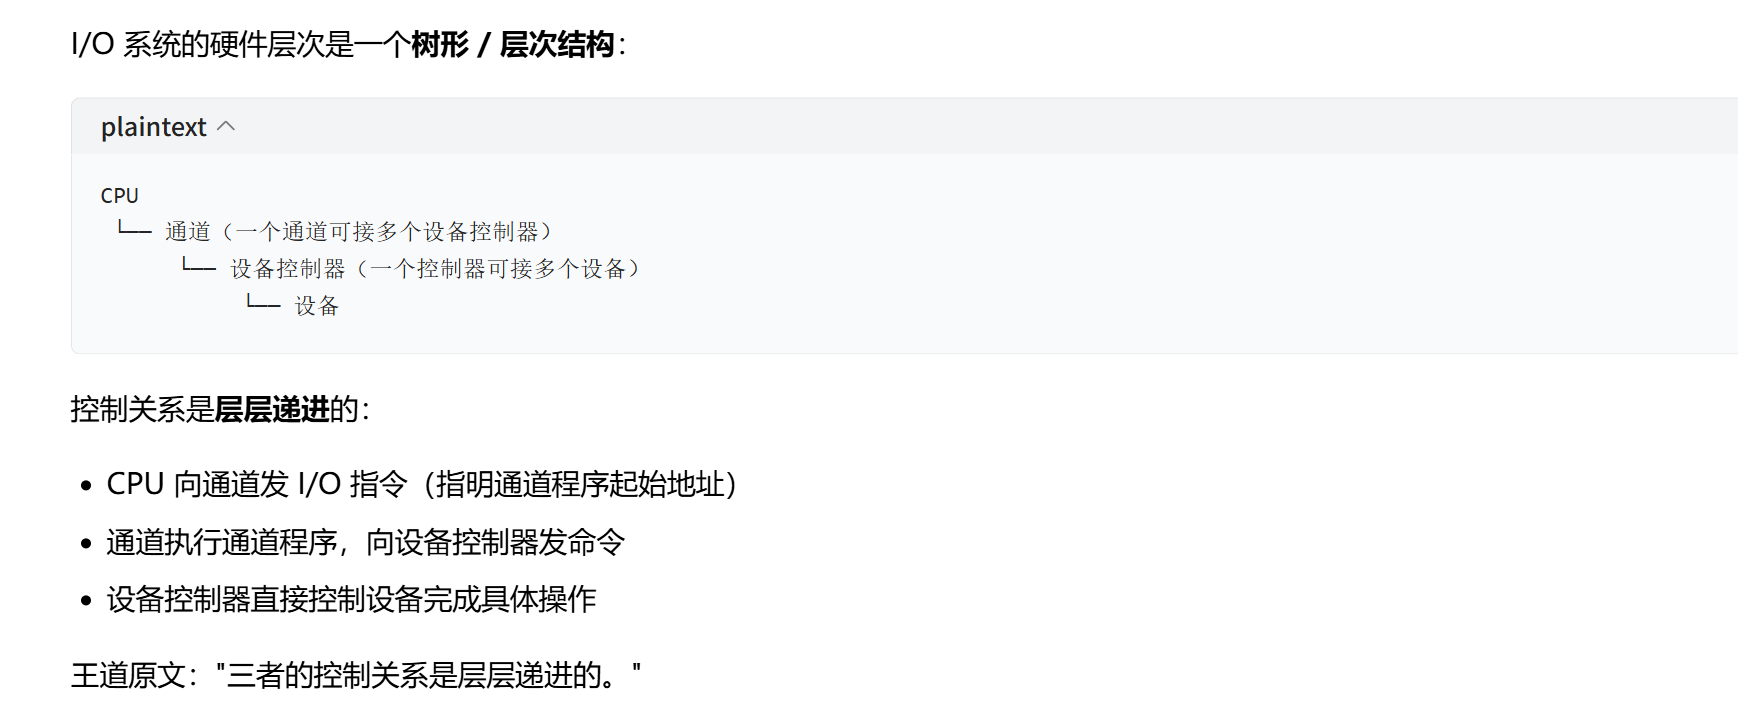 I/O 系统的硬件层次是一个树形 / 层次结构：
plaintext
CPU
└── 通道（一个通道可接多个设备控制器）
└── 设备控制器（一个控制器可接多个设备）
└── 设备
控制关系是层层递进的：
• CPU 向通道发 I/O 指令（指明通道程序起始地址）
• 通道执行通道程序，向设备控制器发命令
• 设备控制器直接控制设备完成具体操作
王道原文："三者的控制关系是层层递进的。"